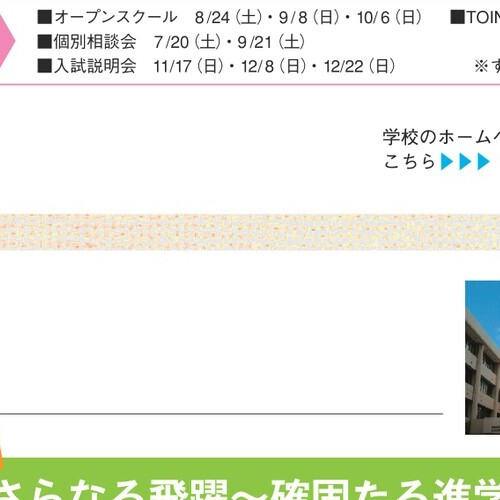 ■オープンスクール 8/24（土）・9/8（日）・10/6（日） ■TOIN
■個別相談会 7/20（土）・9/21（土）
■入試説明会 11/17（日）・12/8（日）・12/22（日） ※す
学校のホームペ
こちら▶▶▶
さらなる飛躍～確固たる進学